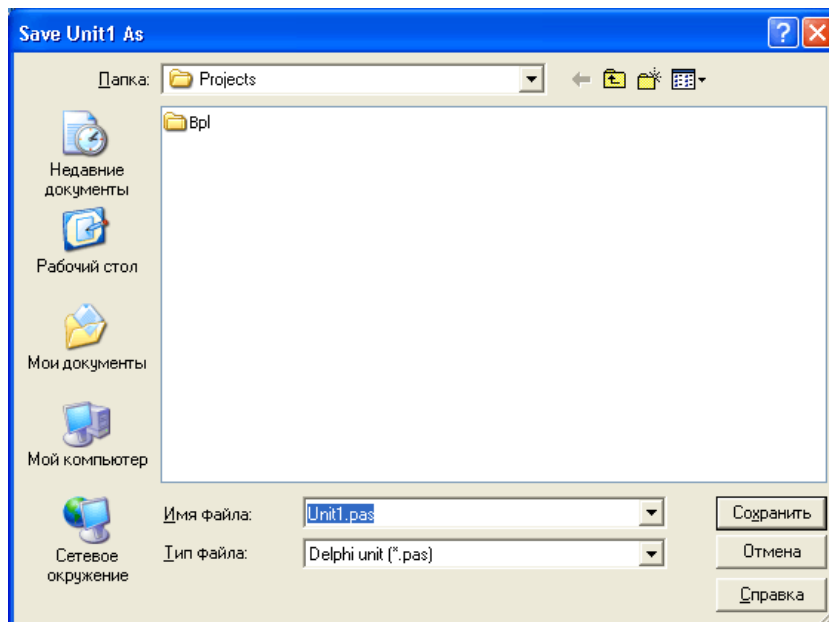 Save Unit1 As
Папка: Projects
Bpl
Недавние
документы
Рабочий стол
Мои документы
Мой компьютер
Сетевое
окружение
Имя файла: Unit1.pas
Тип файла: Delphi unit (*.pas)
Сохранить
Отмена
Справка